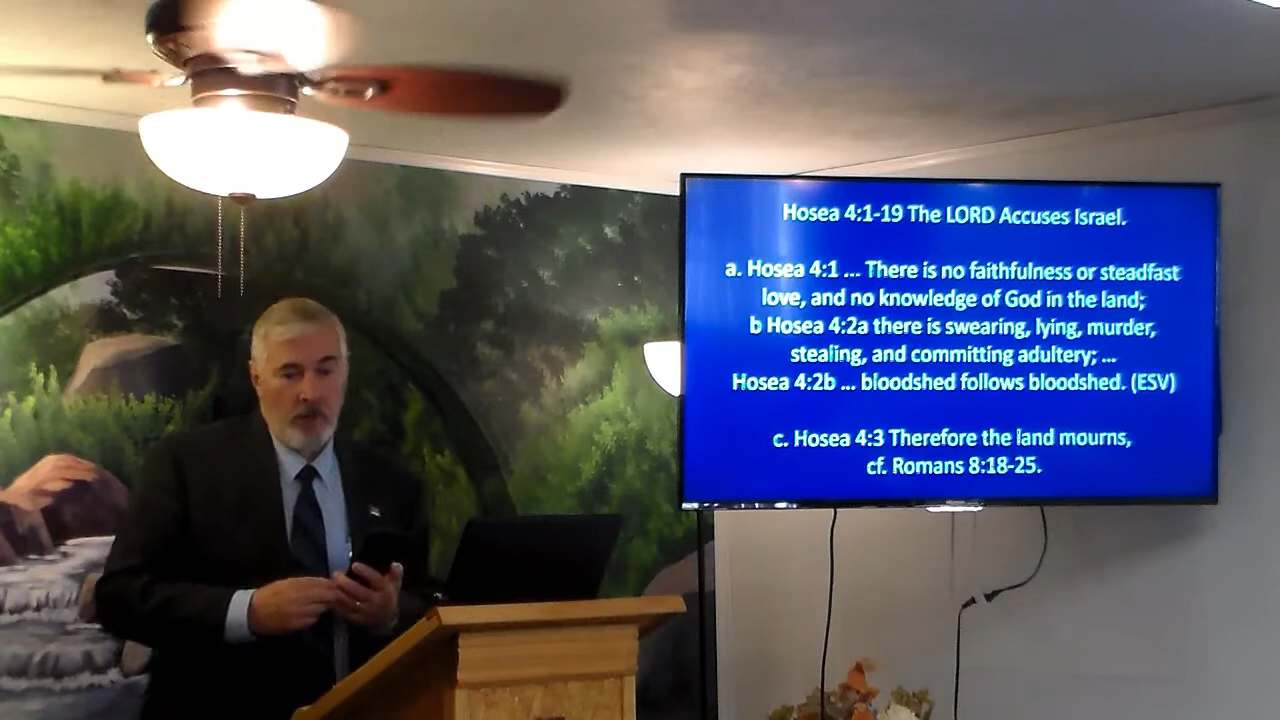 Hosea 4:1-19 The LORD Accuses Israel.
a. Hosea 4:1 ... There is no faithfulness or steadfast
love, and no knowledge of God in the land;
b Hosea 4:2a there is swearing, lying, murder,
stealing, and committing adultery; ...
Hosea 4:2b ... bloodshed follows bloodshed. (ESV)
c. Hosea 4:3 Therefore the land mourns,
cf. Romans 8:18-25.